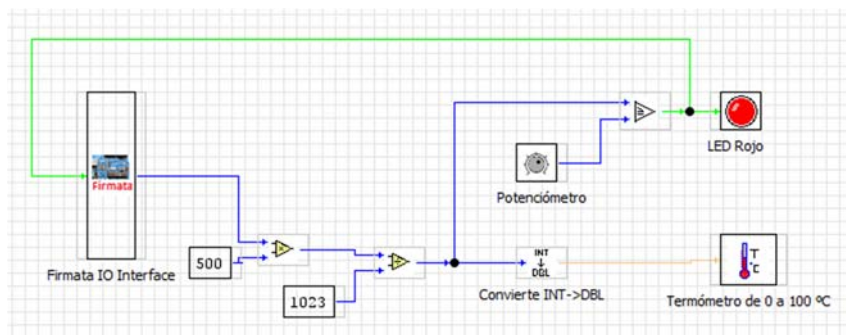 LED Rojo
Firmata
Potenciómetro
500
Firmata IO Interface
INT
DBL
T
°C
1023
Convierte INT->DBL
Termómetro de 0 a 100 ºC